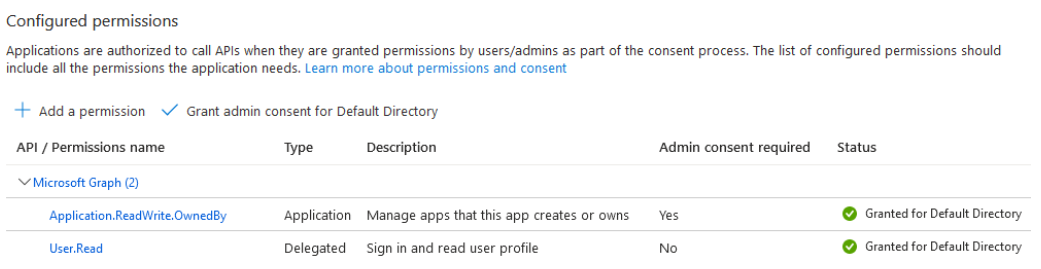 Configured permissions
Applications are authorized to call APIs when they are granted permissions by users/admins as part of the consent process. The list of configured permissions should
include all the permissions the application needs. Learn more about permissions and consent
Add a permission Grant admin consent for Default Directory
API / Permissions name Type Description Admin consent required Status
Microsoft Graph (2)
Application.ReadWrite.OwnedBy Application Manage apps that this app creates or owns Yes Granted for Default Directory
User.Read Delegated Sign in and read user profile No Granted for Default Directory